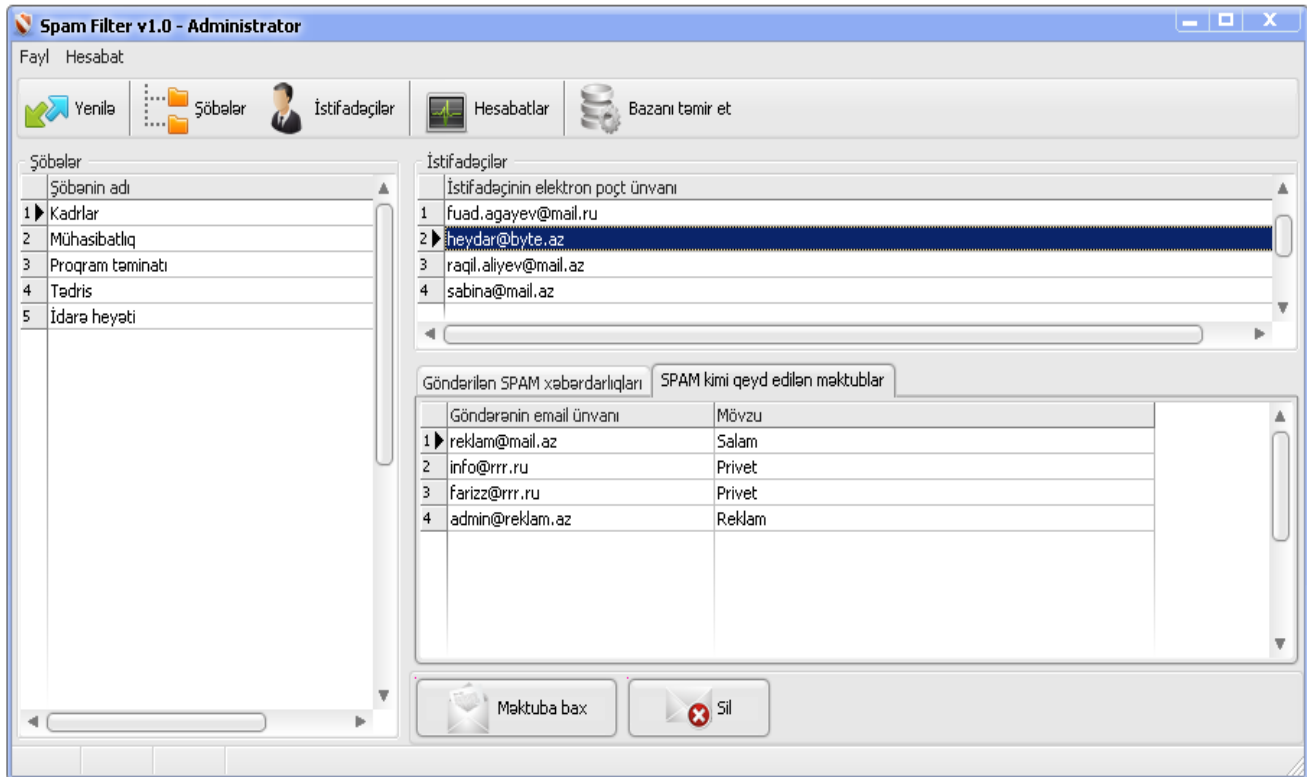 Spam Filter v1.0 - Administrator
Fayl Hesabat
Yenilə Şöbələr İstifadəçilər Hesabatlar Bazanı təmir et
Şöbələr
Şöbənin adı
1 Kadrlar
2 Mühasibatlıq
3 Proqram təminatı
4 Tədris
5 İdarə heyəti
İstifadəçilər
İstifadəçinin elektron poçt ünvanı
1 fuad.agayev@mail.ru
2 heydar@byte.az
3 raqil.aliyev@mail.az
4 sabina@mail.az
Göndərilən SPAM xəbərdarlıqları SPAM kimi qeyd edilən məktublar
Göndərənin email ünvanı Mövzu
1 reklam@mail.az Salam
2 info@rrr.ru Privet
3 farizz@rrr.ru Privet
4 admin@reklam.az Reklam
Məktuba bax Sil